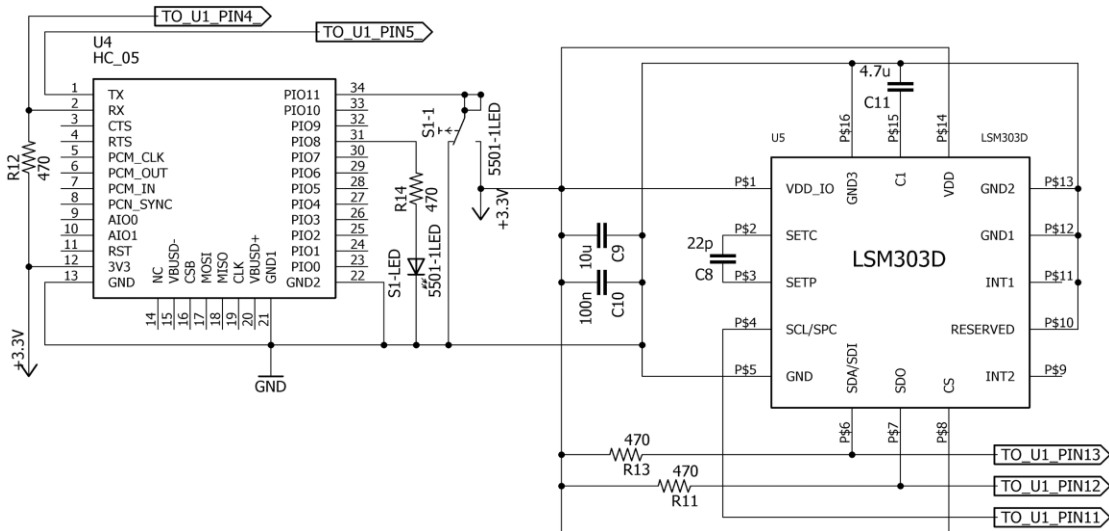 TO_U1_PIN4_
TO_U1_PIN5_
U4
HC_05
1 TX
2 RX
3 CTS
4 RTS
5 PCM_CLK
6 PCM_OUT
7 PCM_IN
8 PCN_SYNC
9 AIO0
10 AIO1
11 RST
12 3V3
13 GND
NC 14
VBUSD- 15
CSB 16
MOSI 17
MISO 18
CLK 19
VBUSD+ 20
GND1 21
PIO11 34
PIO10 33
PIO9 32
PIO8 31
PIO7 30
PIO6 29
PIO5 28
PIO4 27
PIO3 26
PIO2 25
PIO1 24
PIO0 23
GND2 22
R12
470
+3.3V
GND
R14
470
S1-LED
5501-1LED
S1-1
5501-1LED
+3.3V
10u
C9
100n
C10
4.7u
C11
22p
C8
U5
LSM303D
LSM303D
P$1 VDD_IO
P$2 SETC
P$3 SETP
P$4 SCL/SPC
P$5 GND
P$16 GND3
P$15 C1
P$14 VDD
GND2 P$13
GND1 P$12
INT1 P$11
RESERVED P$10
INT2 P$9
SDA/SDI P$6
SDO P$7
CS P$8
470
R13
470
R11
TO_U1_PIN13
TO_U1_PIN12
TO_U1_PIN11